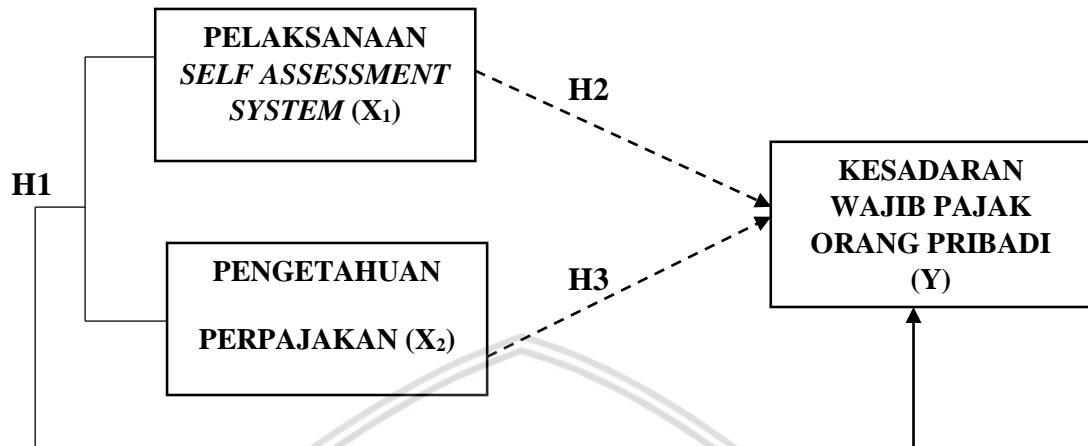 PELAKSANAAN
SELF ASSESSMENT
SYSTEM (X₁)
H2
KESADARAN
WAJIB PAJAK
ORANG PRIBADI
(Y)
H1
PENGETAHUAN
PERPAJAKAN (X₂)
H3